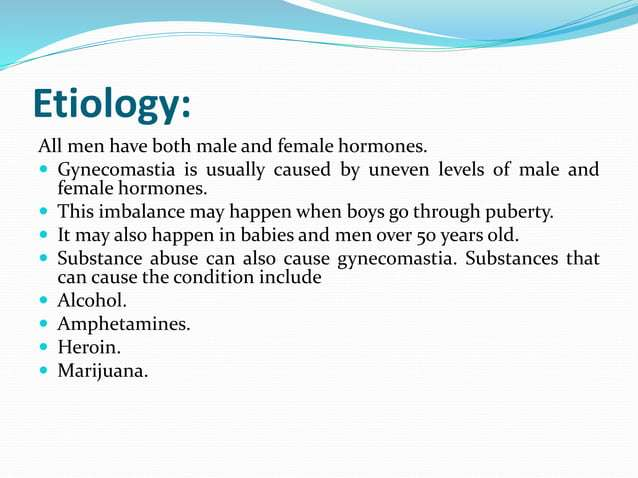 Etiology:
All men have both male and female hormones.
• Gynecomastia is usually caused by uneven levels of male and
female hormones.
• This imbalance may happen when boys go through puberty.
• It may also happen in babies and men over 50 years old.
• Substance abuse can also cause gynecomastia. Substances that
can cause the condition include
• Alcohol.
• Amphetamines.
• Heroin.
• Marijuana.